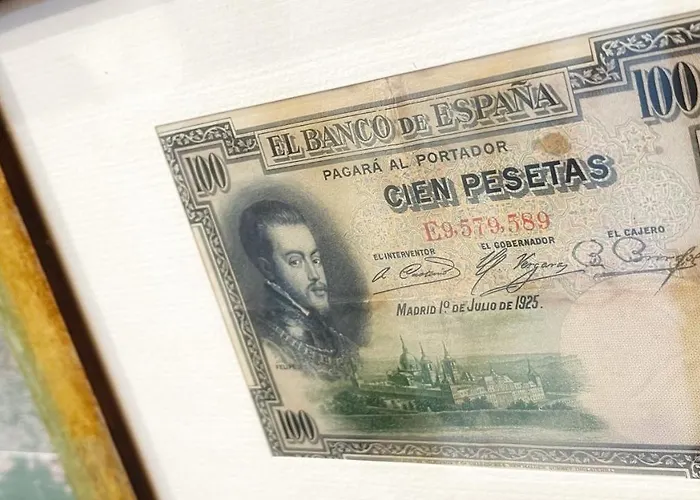 EL BANCO DE ESPAÑA
100
100
PAGARÁ AL PORTADOR
CIEN PESETAS
E9,579,589
EL INTERVENTOR
EL GOBERNADOR
EL CAJERO
MADRID 1º DE JULIO DE 1925.
FELIPE
100